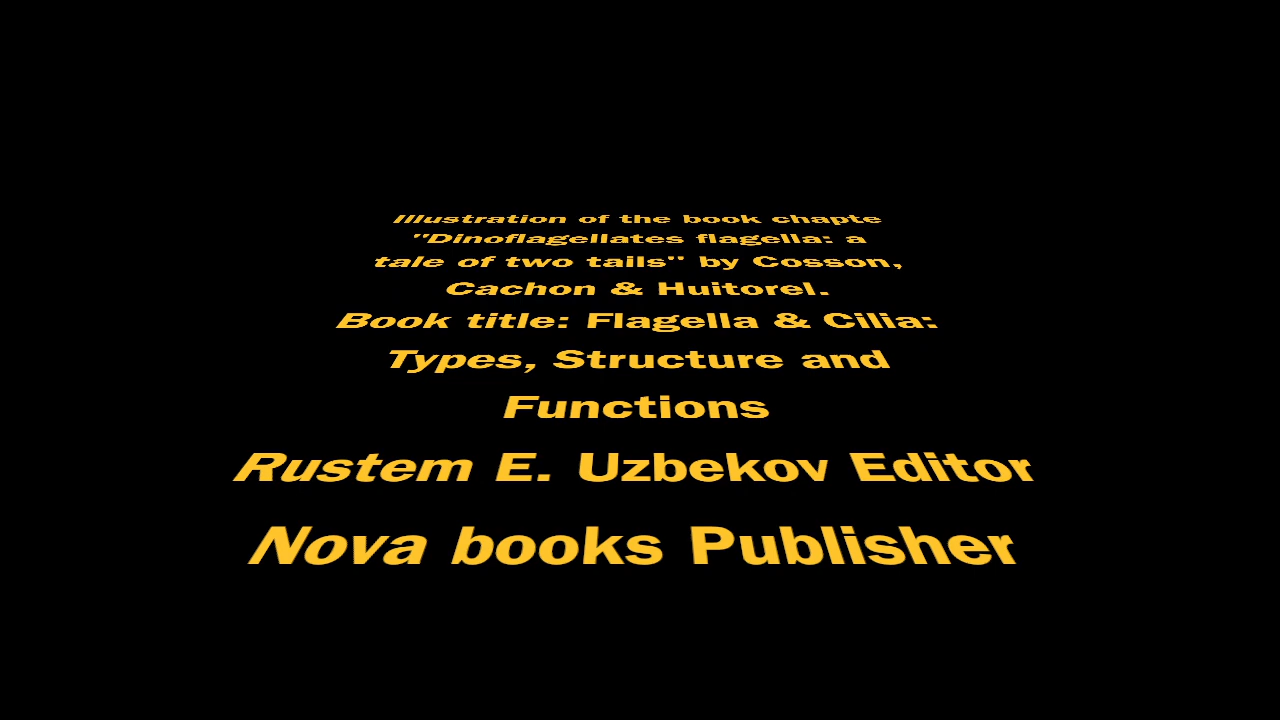 Illustration of the book chapte
"Dinoflagellates flagella: a
tale of two tails" by Cosson,
Cachon & Huitorel.
Book title: Flagella & Cilia:
Types, Structure and
Functions
Rustem E. Uzbekov Editor
Nova books Publisher